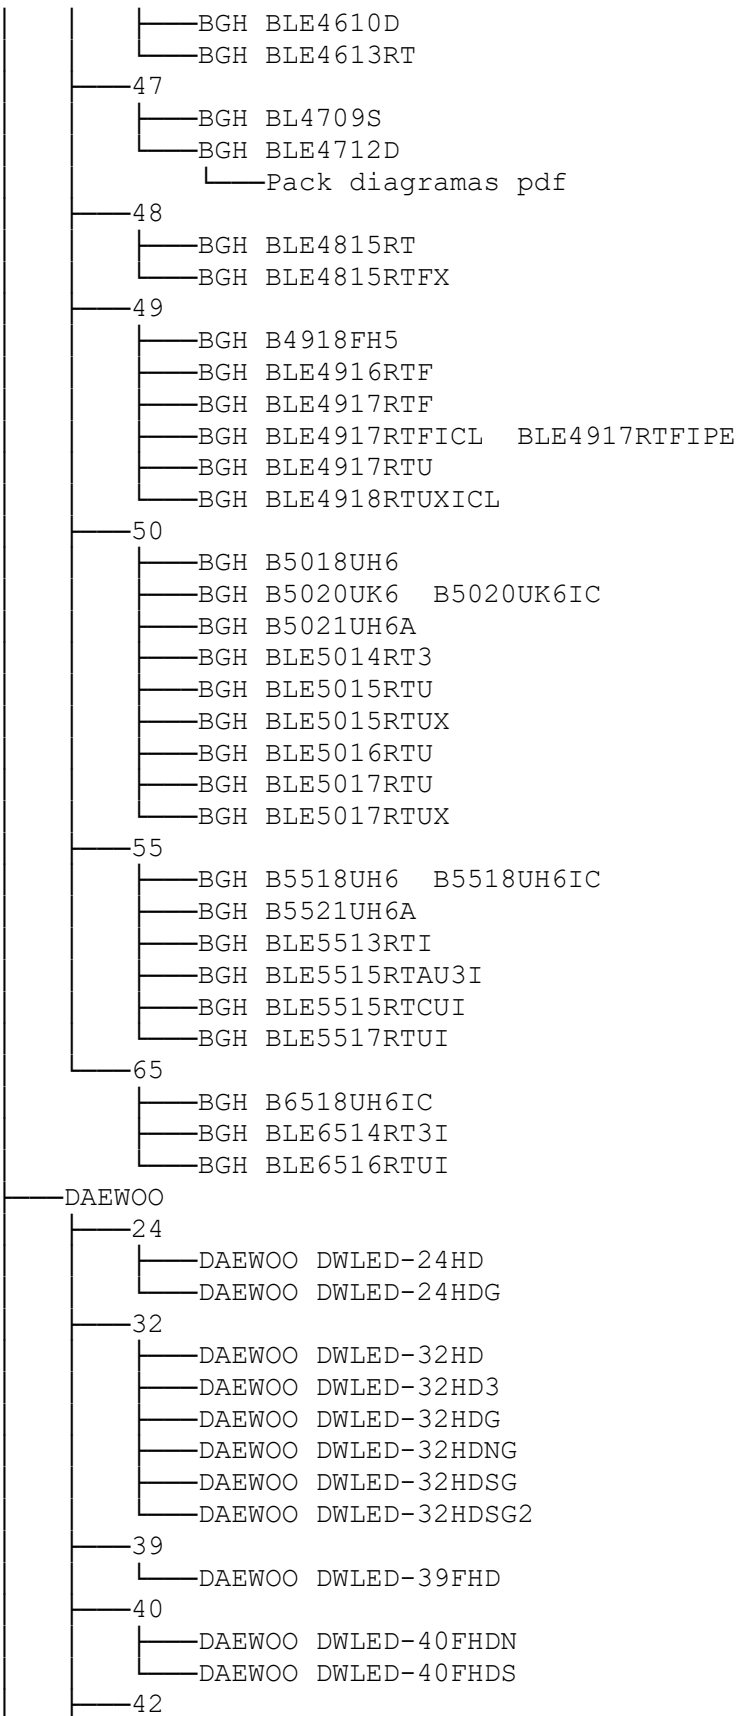 BGH BLE4610D
BGH BLE4613RT
47
BGH BL4709S
BGH BLE4712D
Pack diagramas pdf
48
BGH BLE4815RT
BGH BLE4815RTFX
49
BGH B4918FH5
BGH BLE4916RTF
BGH BLE4917RTF
BGH BLE4917RTFICL  BLE4917RTFIPE
BGH BLE4917RTU
BGH BLE4918RTUXICL
50
BGH B5018UH6
BGH B5020UK6  B5020UK6IC
BGH B5021UH6A
BGH BLE5014RT3
BGH BLE5015RTU
BGH BLE5015RTUX
BGH BLE5016RTU
BGH BLE5017RTU
BGH BLE5017RTUX
55
BGH B5518UH6  B5518UH6IC
BGH B5521UH6A
BGH BLE5513RTI
BGH BLE5515RTAU3I
BGH BLE5515RTCUI
BGH BLE5517RTUI
65
BGH B6518UH6IC
BGH BLE6514RT3I
BGH BLE6516RTUI
DAEWOO
24
DAEWOO DWLED-24HD
DAEWOO DWLED-24HDG
32
DAEWOO DWLED-32HD
DAEWOO DWLED-32HD3
DAEWOO DWLED-32HDG
DAEWOO DWLED-32HDNG
DAEWOO DWLED-32HDSG
DAEWOO DWLED-32HDSG2
39
DAEWOO DWLED-39FHD
40
DAEWOO DWLED-40FHDN
DAEWOO DWLED-40FHDS
42